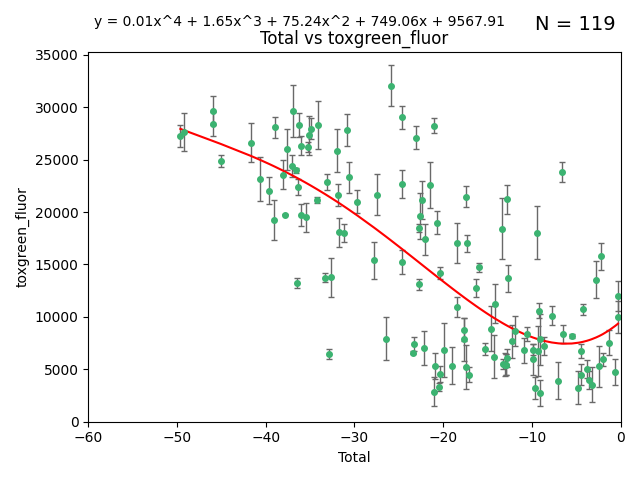 y = 0.01x^4 + 1.65x^3 + 75.24x^2 + 749.06x + 9567.91
N = 119
Total vs toxgreen_fluor
35000
30000
25000
20000
15000
10000
5000
0
toxgreen_fluor
−60 −50 −40 −30 −20 −10 0
Total